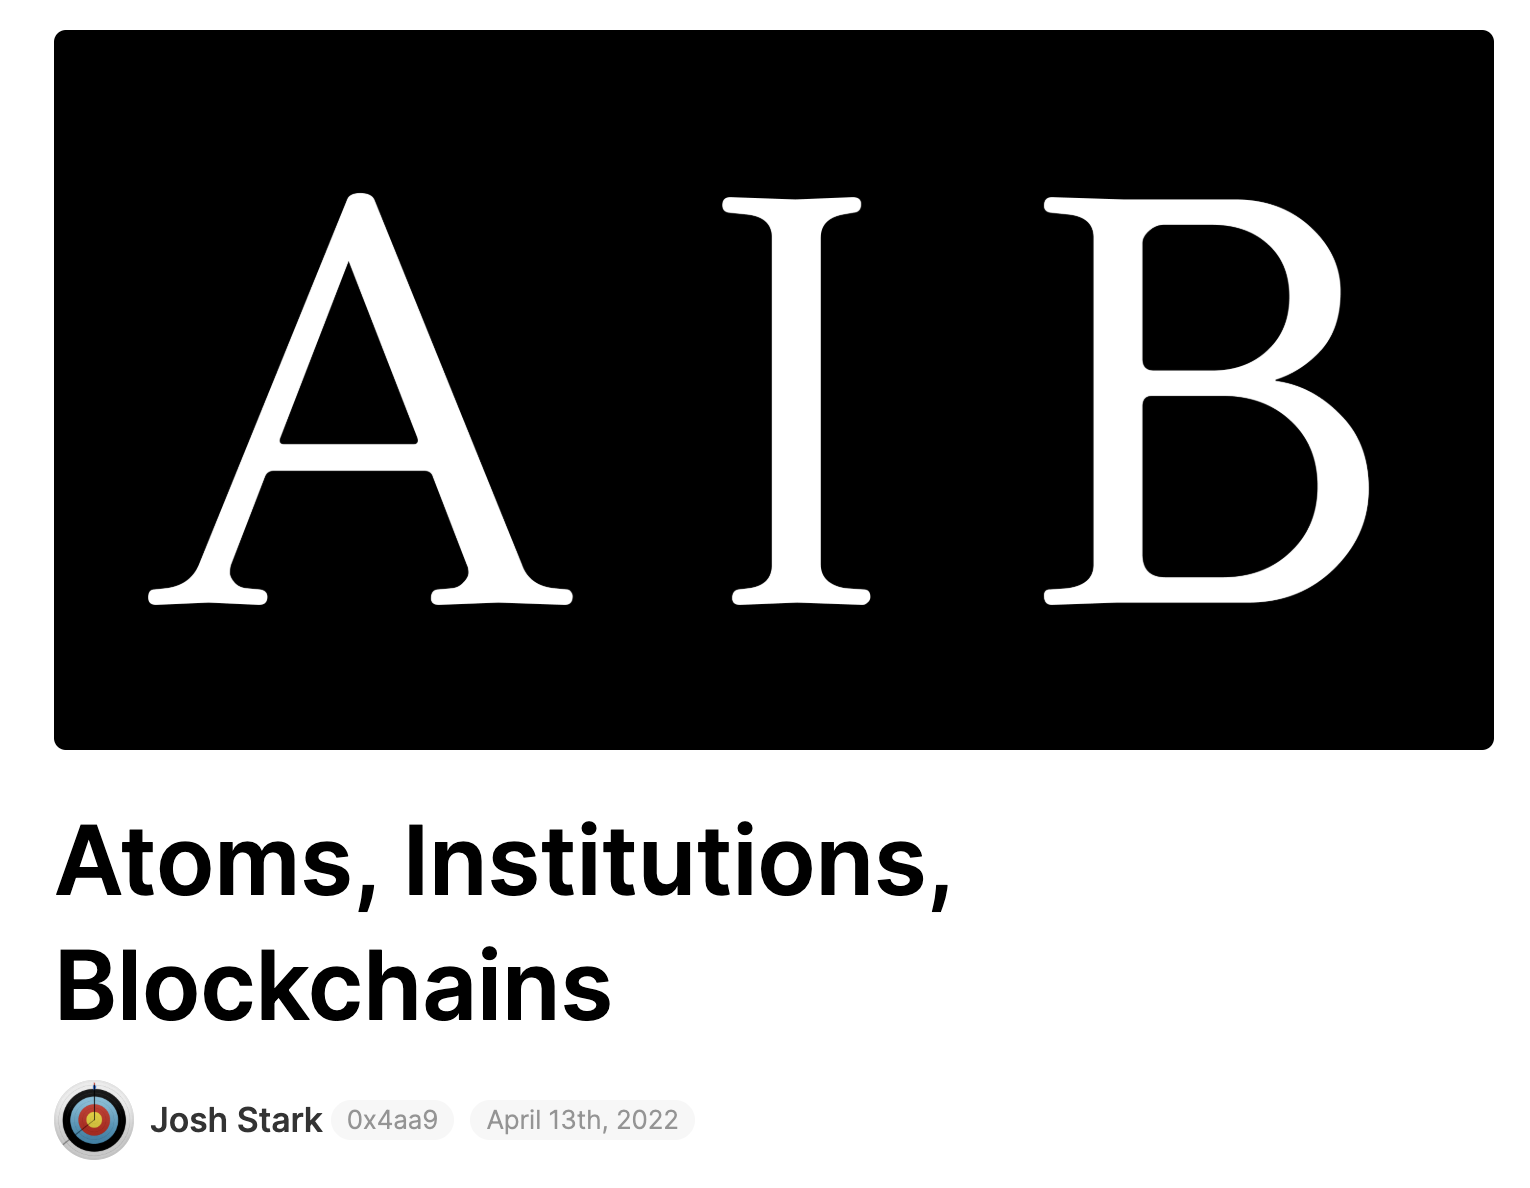 A I B
Atoms, Institutions,
Blockchains
Josh Stark 0x4aa9 April 13th, 2022